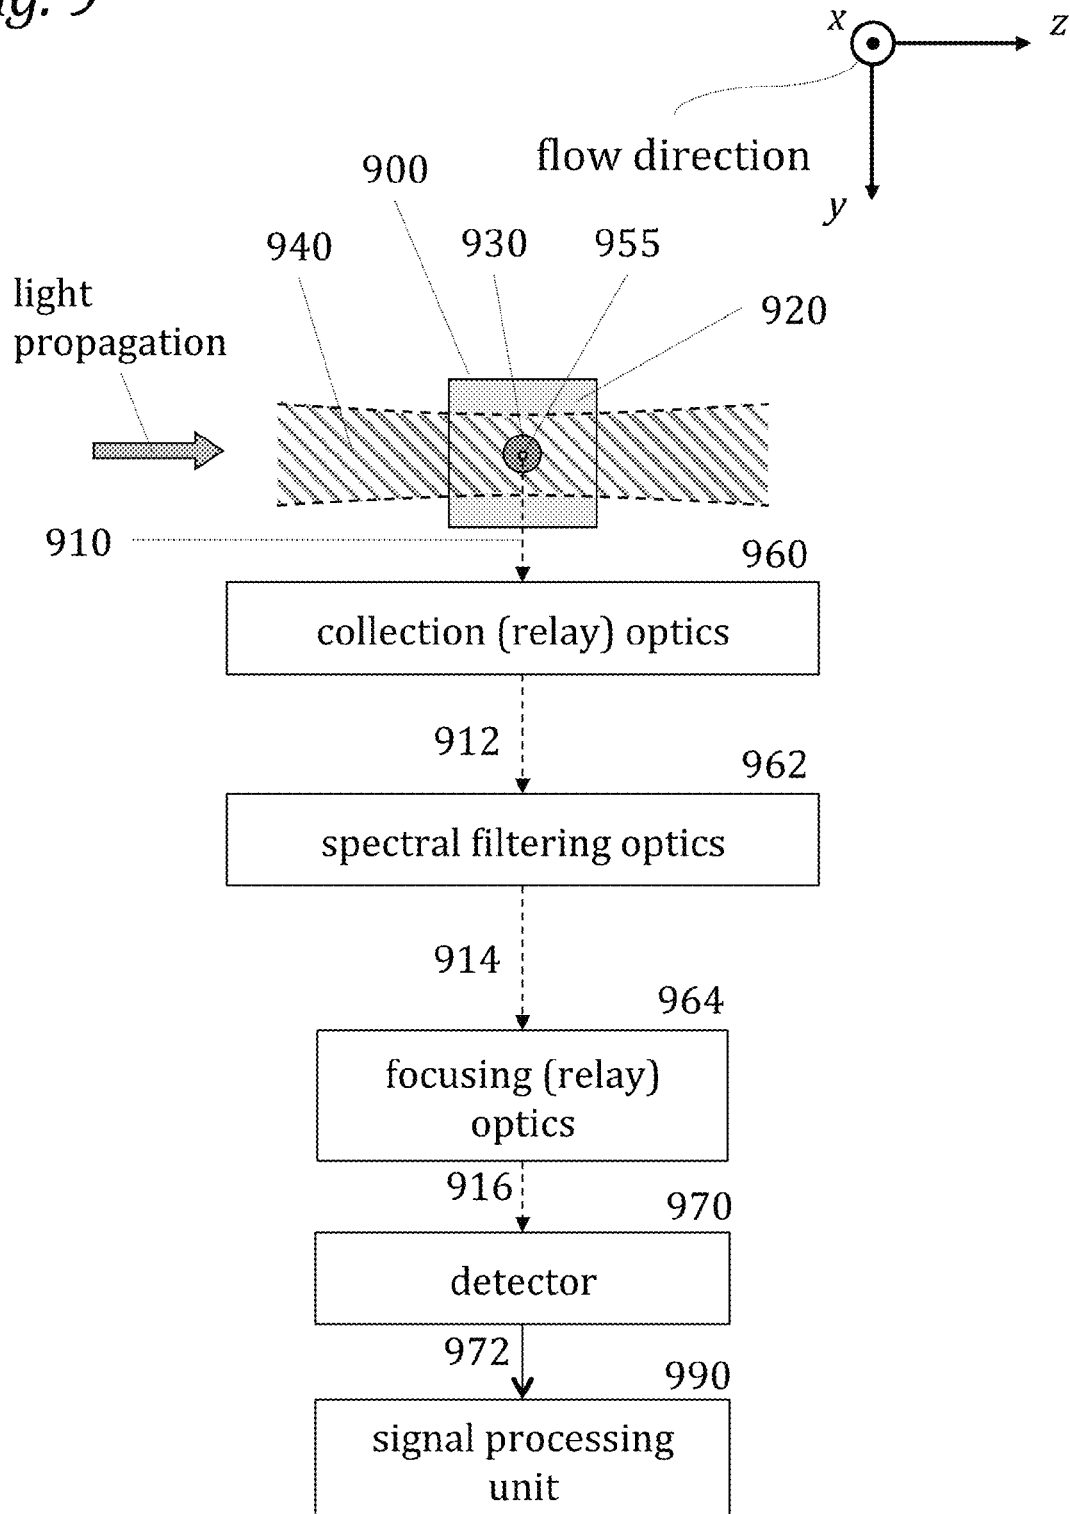 x
z
flow direction
y
900
940
930
955
920
light
propagation
910
960
collection (relay) optics
912
962
spectral filtering optics
914
964
focusing (relay)
optics
916
970
detector
972
990
signal processing
unit